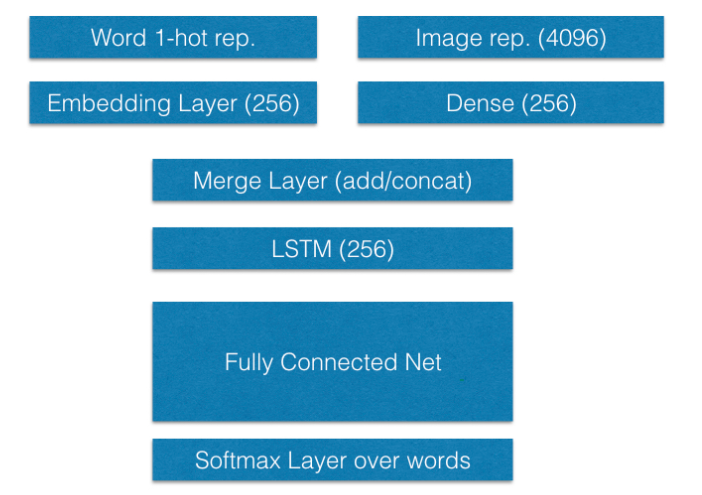 Word 1-hot rep.
Image rep. (4096)
Embedding Layer (256)
Dense (256)
Merge Layer (add/concat)
LSTM (256)
Fully Connected Net
Softmax Layer over words